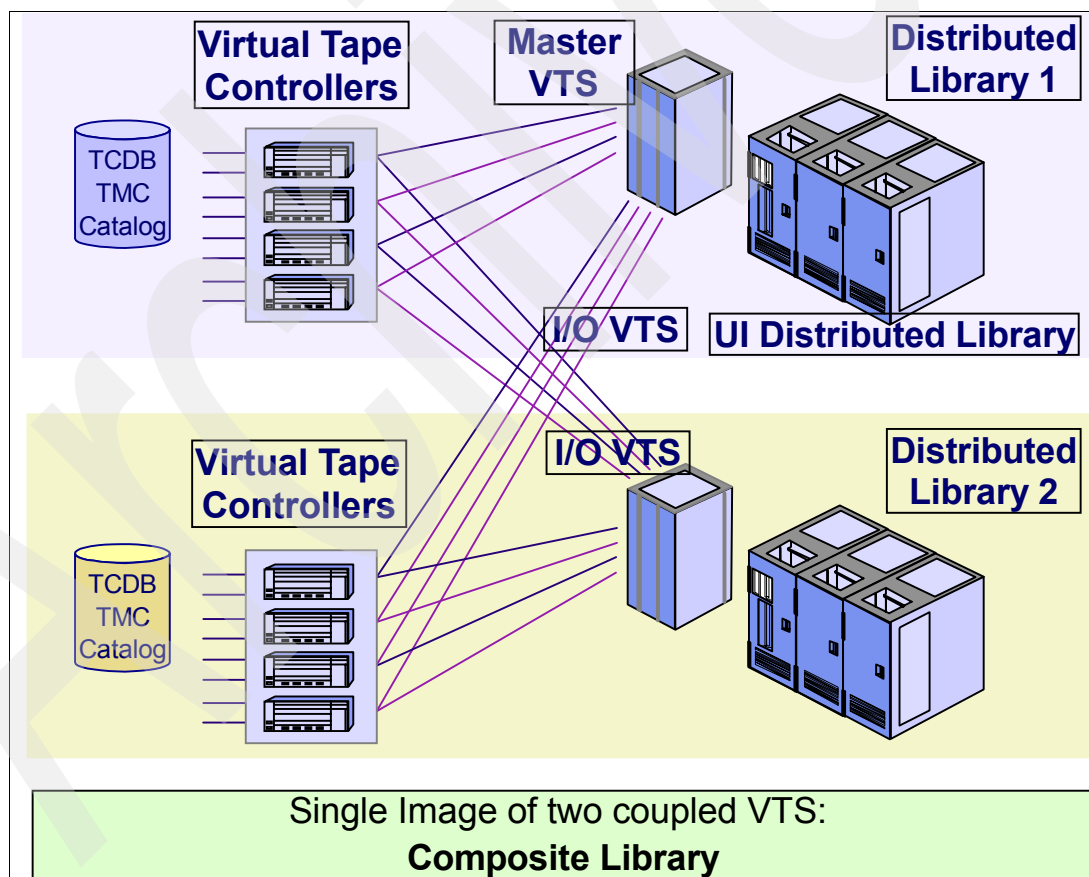 Virtual Tape
Controllers
Master
VTS
Distributed
Library 1
TCDB
TMC
Catalog
I/O VTS
UI Distributed Library
Virtual Tape
Controllers
I/O VTS
Distributed
Library 2
TCDB
TMC
Catalog
Single Image of two coupled VTS:
Composite Library